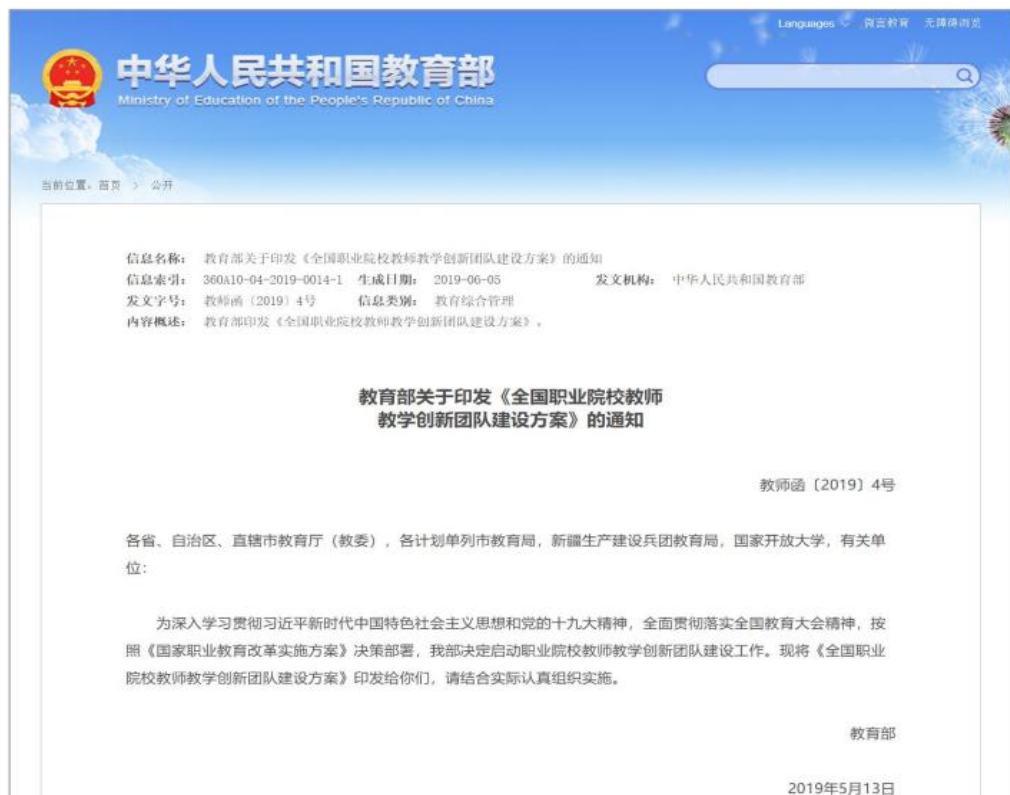 Languages 微言教育 无障碍浏览
中华人民共和国教育部
Ministry of Education of the People's Republic of China
当前位置：首页 > 公开
信息名称： 教育部关于印发《全国职业院校教师教学创新团队建设方案》的通知
信息索引： 360A10-04-2019-0014-1 生成日期： 2019-06-05 发文机构： 中华人民共和国教育部
发文字号： 教师函〔2019〕4号 信息类别： 教育综合管理
内容概述： 教育部印发《全国职业院校教师教学创新团队建设方案》。
教育部关于印发《全国职业院校教师
教学创新团队建设方案》的通知
教师函〔2019〕4号
各省、自治区、直辖市教育厅（教委），各计划单列市教育局，新疆生产建设兵团教育局，国家开放大学，有关单
位：
为深入学习贯彻习近平新时代中国特色社会主义思想和党的十九大精神，全面贯彻落实全国教育大会精神，按
照《国家职业教育改革实施方案》决策部署，我部决定启动职业院校教师教学创新团队建设工作。现将《全国职业
院校教师教学创新团队建设方案》印发给你们，请结合实际认真组织实施。
教育部
2019年5月13日